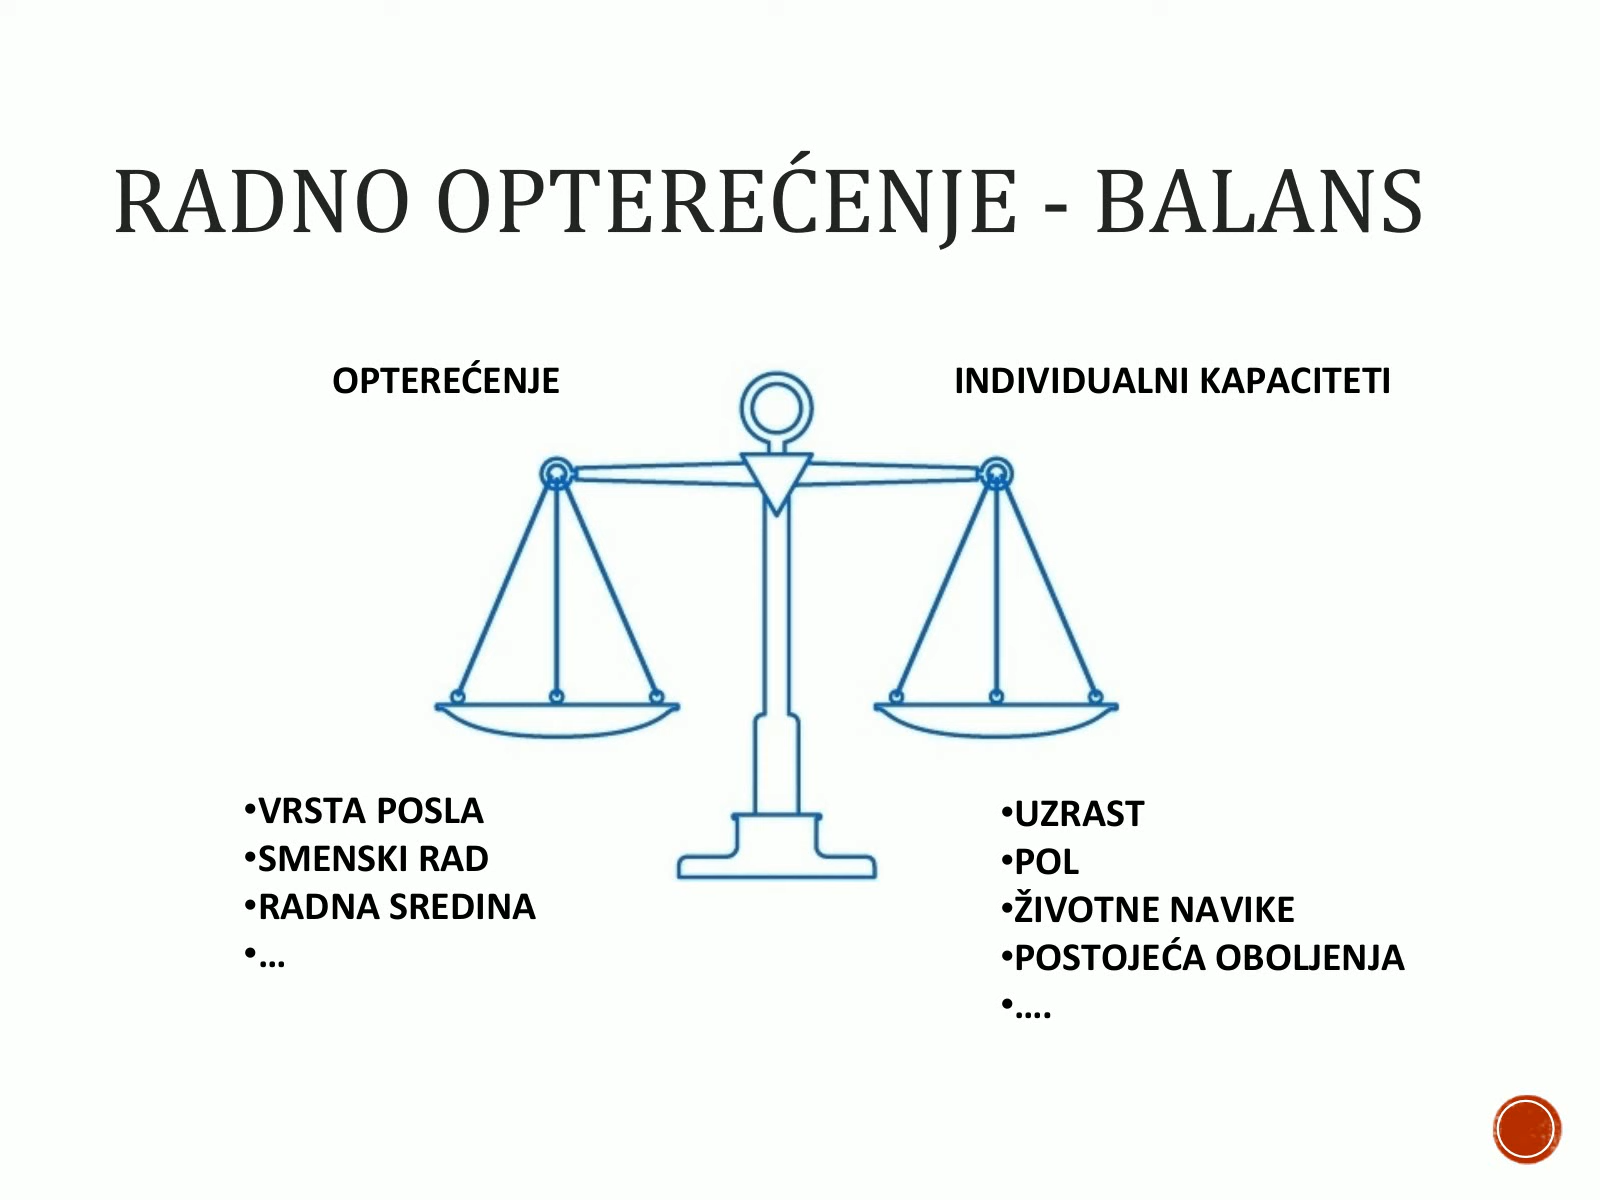 RADNO OPTEREĆENJE - BALANS
OPTEREĆENJE
INDIVIDUALNI KAPACITETI
•VRSTA POSLA
•SMENSKI RAD
•RADNA SREDINA
•...
•UZRAST
•POL
•ŽIVOTNE NAVIKE
•POSTOJEĆA OBOLJENJA
•....